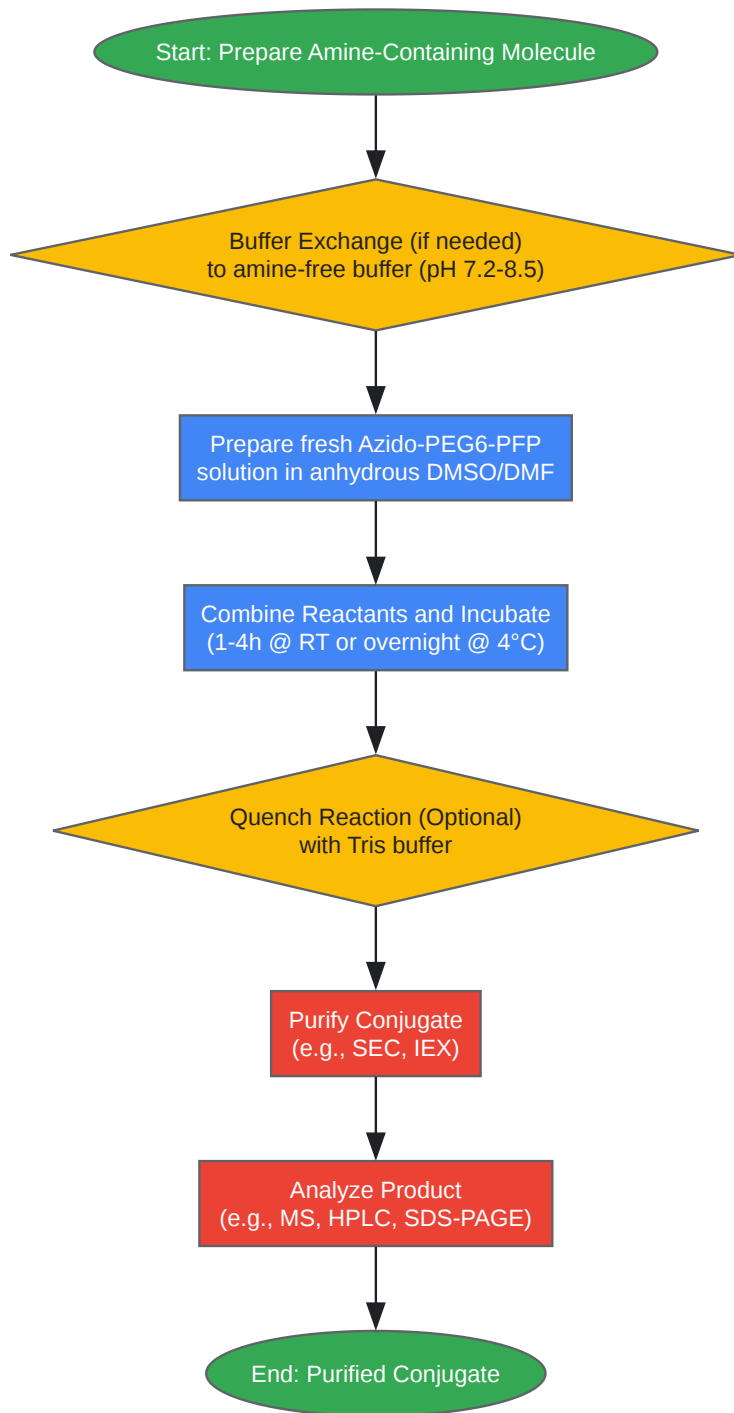 Start: Prepare Amine-Containing Molecule
Buffer Exchange (if needed)
to amine-free buffer (pH 7.2-8.5)
Prepare fresh Azido-PEG6-PFP
solution in anhydrous DMSO/DMF
Combine Reactants and Incubate
(1-4h @ RT or overnight @ 4°C)
Quench Reaction (Optional)
with Tris buffer
Purify Conjugate
(e.g., SEC, IEX)
Analyze Product
(e.g., MS, HPLC, SDS-PAGE)
End: Purified Conjugate